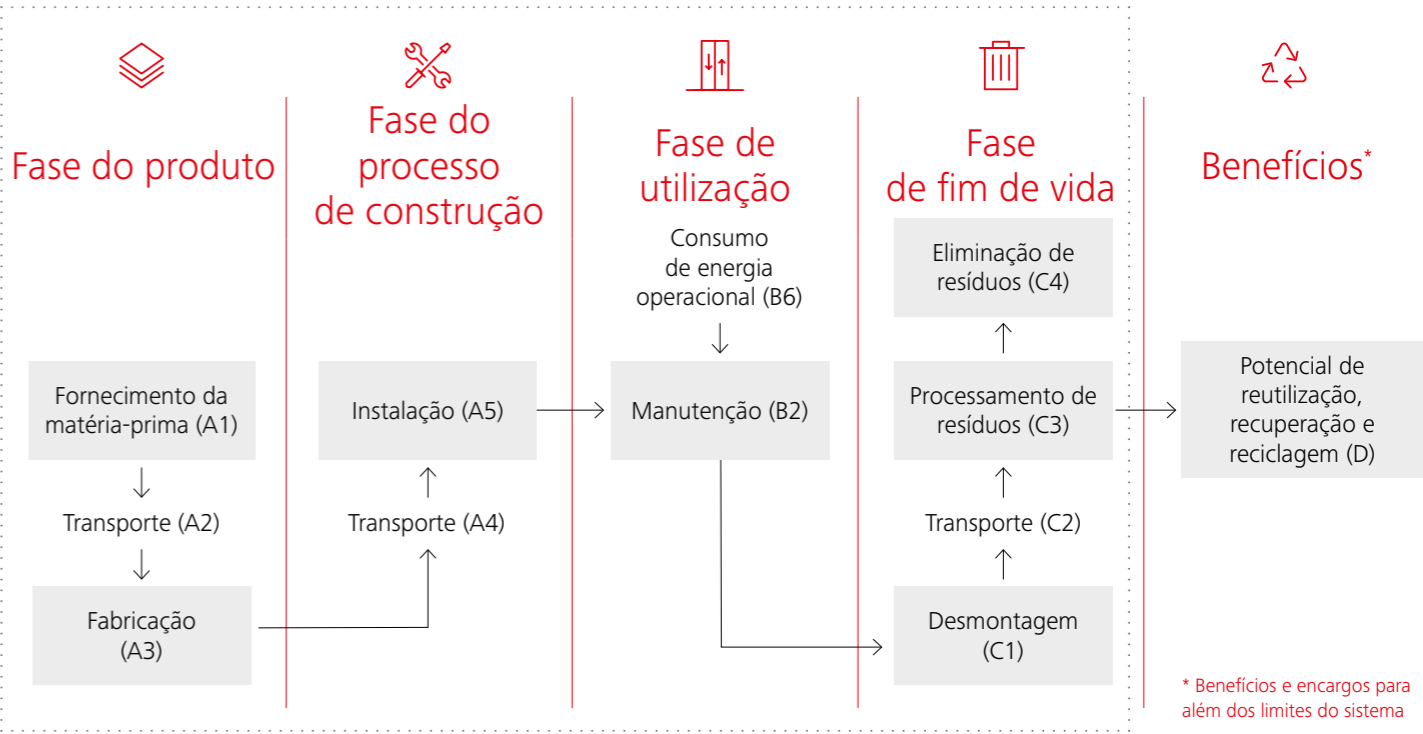 Fase do produto
Fornecimento da
matéria-prima (A1)
Transporte (A2)
Fabricação
(A3)
Fase do
processo
de construção
Instalação (A5)
Transporte (A4)
Fase de
utilização
Consumo
de energia
operacional (B6)
Manutenção (B2)
Fase
de fim de vida
Eliminação de
resíduos (C4)
Processamento de
resíduos (C3)
Transporte (C2)
Desmontagem
(C1)
Benefícios*
Potencial de
reutilização,
recuperação e
reciclagem (D)
* Benefícios e encargos para
além dos limites do sistema